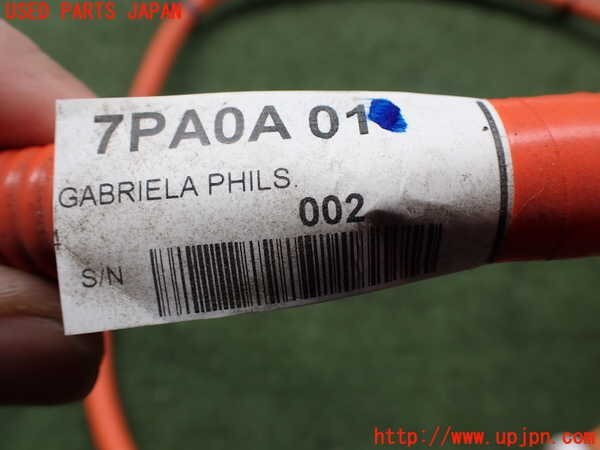 USED PARTS JAPAN
7PA0A 01
GABRIELA PHILS.
002
S/N
http://www.upjpn.com/